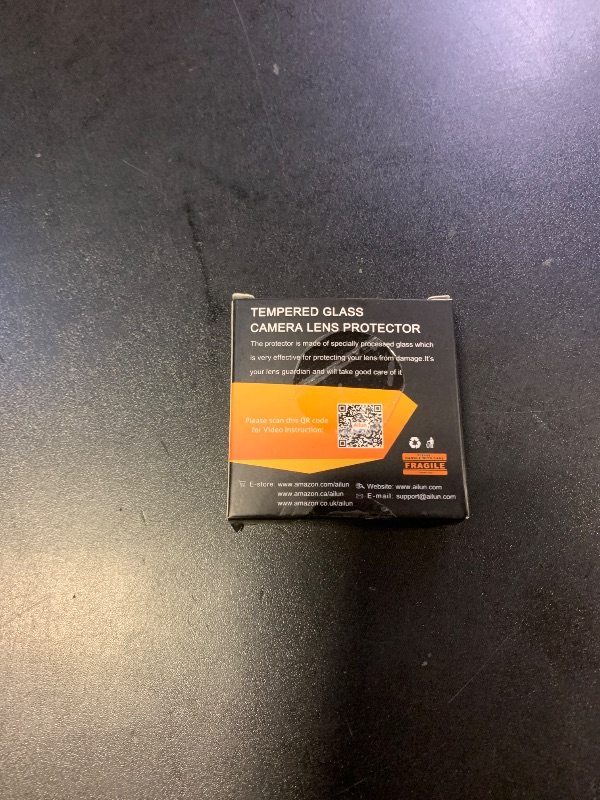 TEMPERED GLASS
CAMERA LENS PROTECTOR
The protector is made of specially processed glass which
is very effective for protecting your lens from damage.It's
your lens guardian and will take good care of it
Please scan this QR code
for Video Instruction:
HANDLE WITH CARE
FRAGILE
E-store: www.amazon.com/ailun
www.amazon.ca/ailun
www.amazon.co.uk/ailun
Website: www.ailun.com
E-mail: support@ailun.com